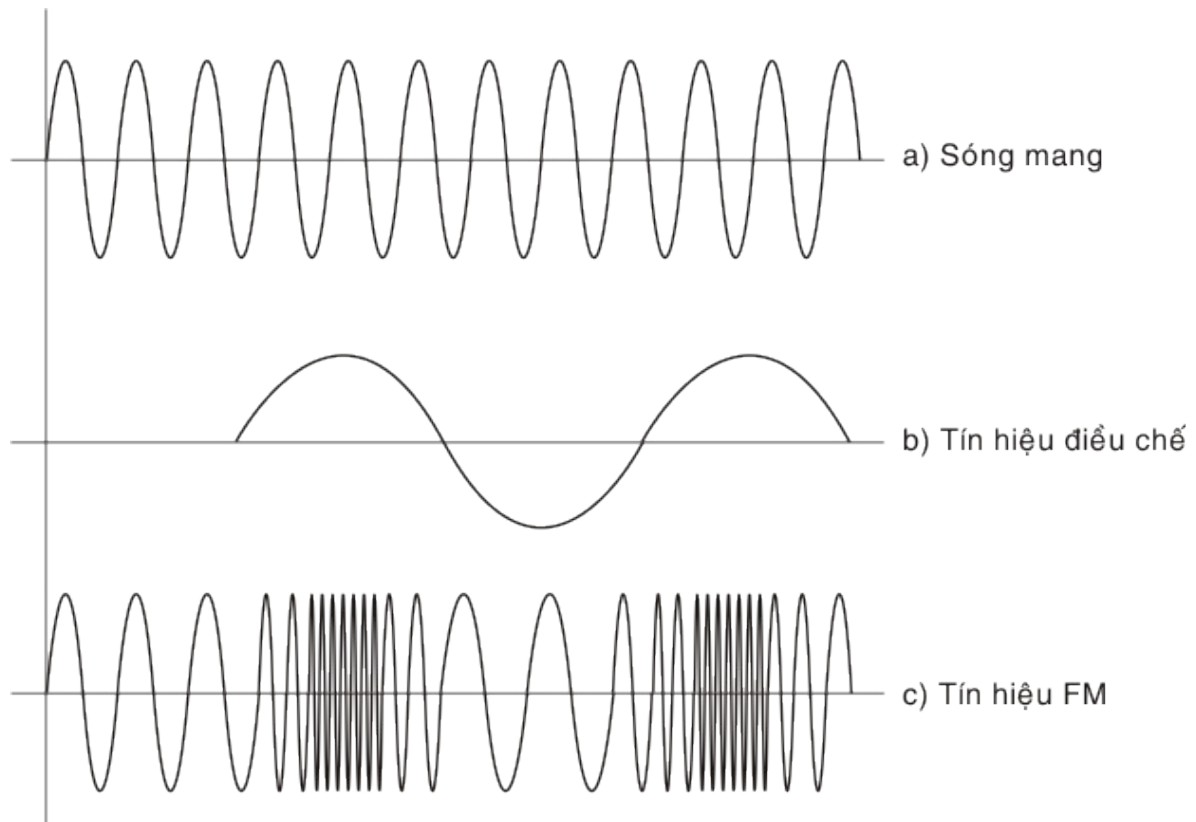 a) Sóng mang
b) Tín hiệu điều chế
c) Tín hiệu FM